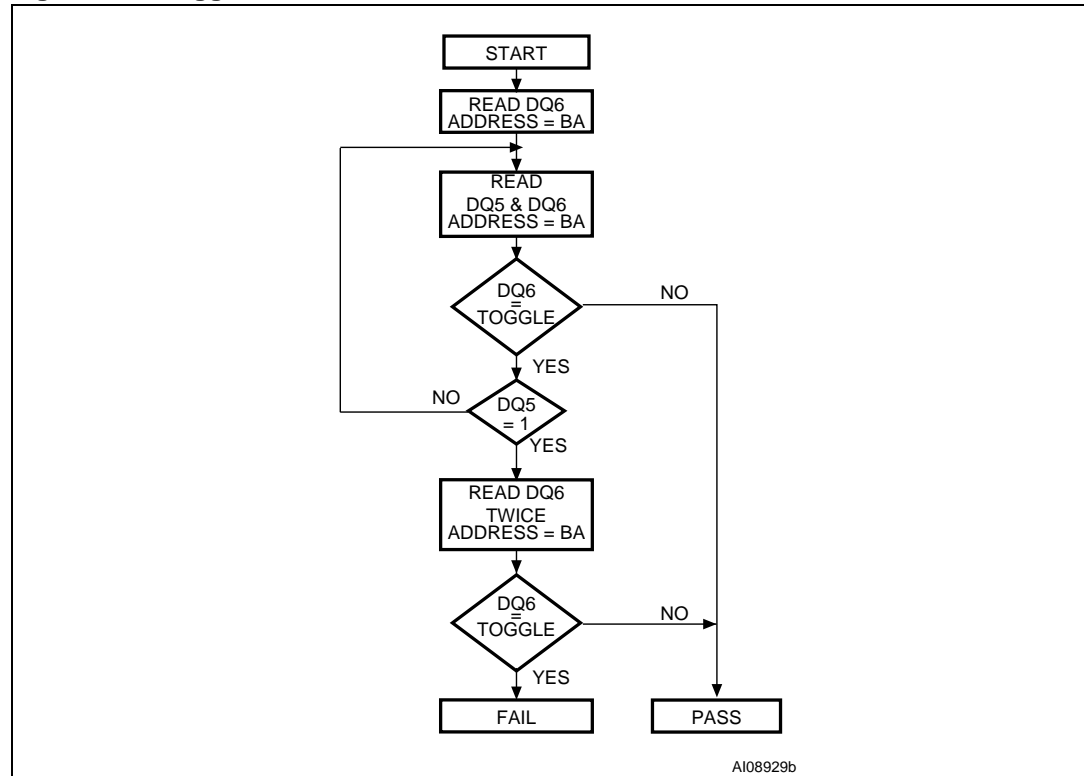 START
READ DQ6
ADDRESS = BA
READ
DQ5 & DQ6
ADDRESS = BA
DQ6
=
TOGGLE
NO
YES
NO
DQ5
= 1
YES
READ DQ6
TWICE
ADDRESS = BA
DQ6
=
TOGGLE
NO
YES
FAIL
PASS
AI08929b